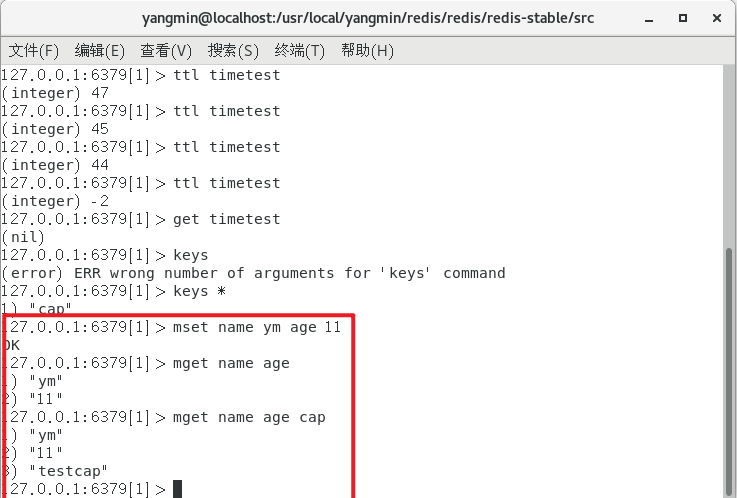 yangmin@localhost:/usr/local/yangmin/redis/redis/redis-stable/src
文件(F) 编辑(E) 查看(V) 搜索(S) 终端(T) 帮助(H)
127.0.0.1:6379[1]> ttl timetest
(integer) 47
127.0.0.1:6379[1]> ttl timetest
(integer) 45
127.0.0.1:6379[1]> ttl timetest
(integer) 44
127.0.0.1:6379[1]> ttl timetest
(integer) -2
127.0.0.1:6379[1]> get timetest
(nil)
127.0.0.1:6379[1]> keys
(error) ERR wrong number of arguments for 'keys' command
127.0.0.1:6379[1]> keys *
1) "cap"
127.0.0.1:6379[1]> mset name ym age 11
OK
127.0.0.1:6379[1]> mget name age
1) "ym"
2) "11"
127.0.0.1:6379[1]> mget name age cap
1) "ym"
2) "11"
3) "testcap"
127.0.0.1:6379[1]>